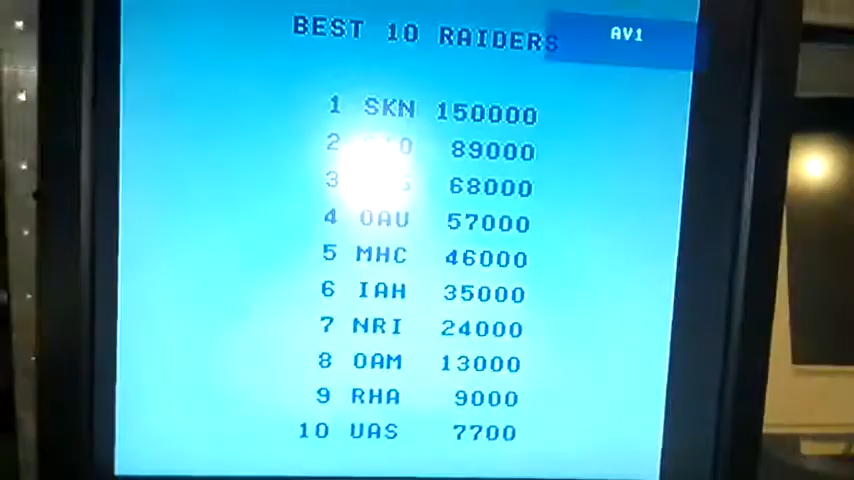 BEST 10 RAIDERS
AV1
1 SKN 150000
2 89000
3 68000
4 OAU 57000
5 MHC 46000
6 IAH 35000
7 NRI 24000
8 OAM 13000
9 RHA 9000
10 UAS 7700